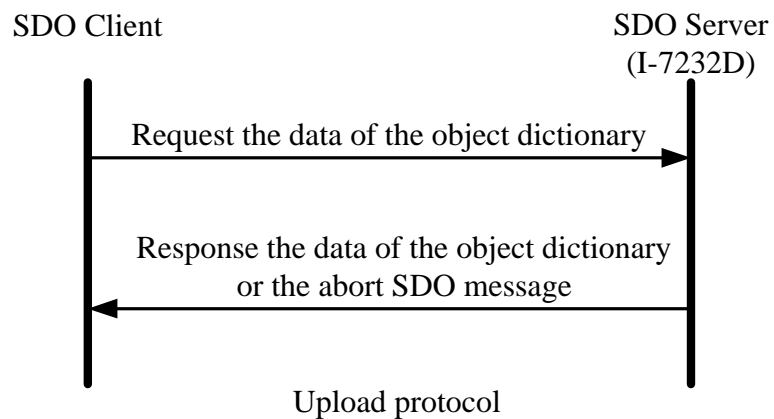 SDO Client
SDO Server
(I-7232D)
Request the data of the object dictionary
Response the data of the object dictionary
or the abort SDO message
Upload protocol